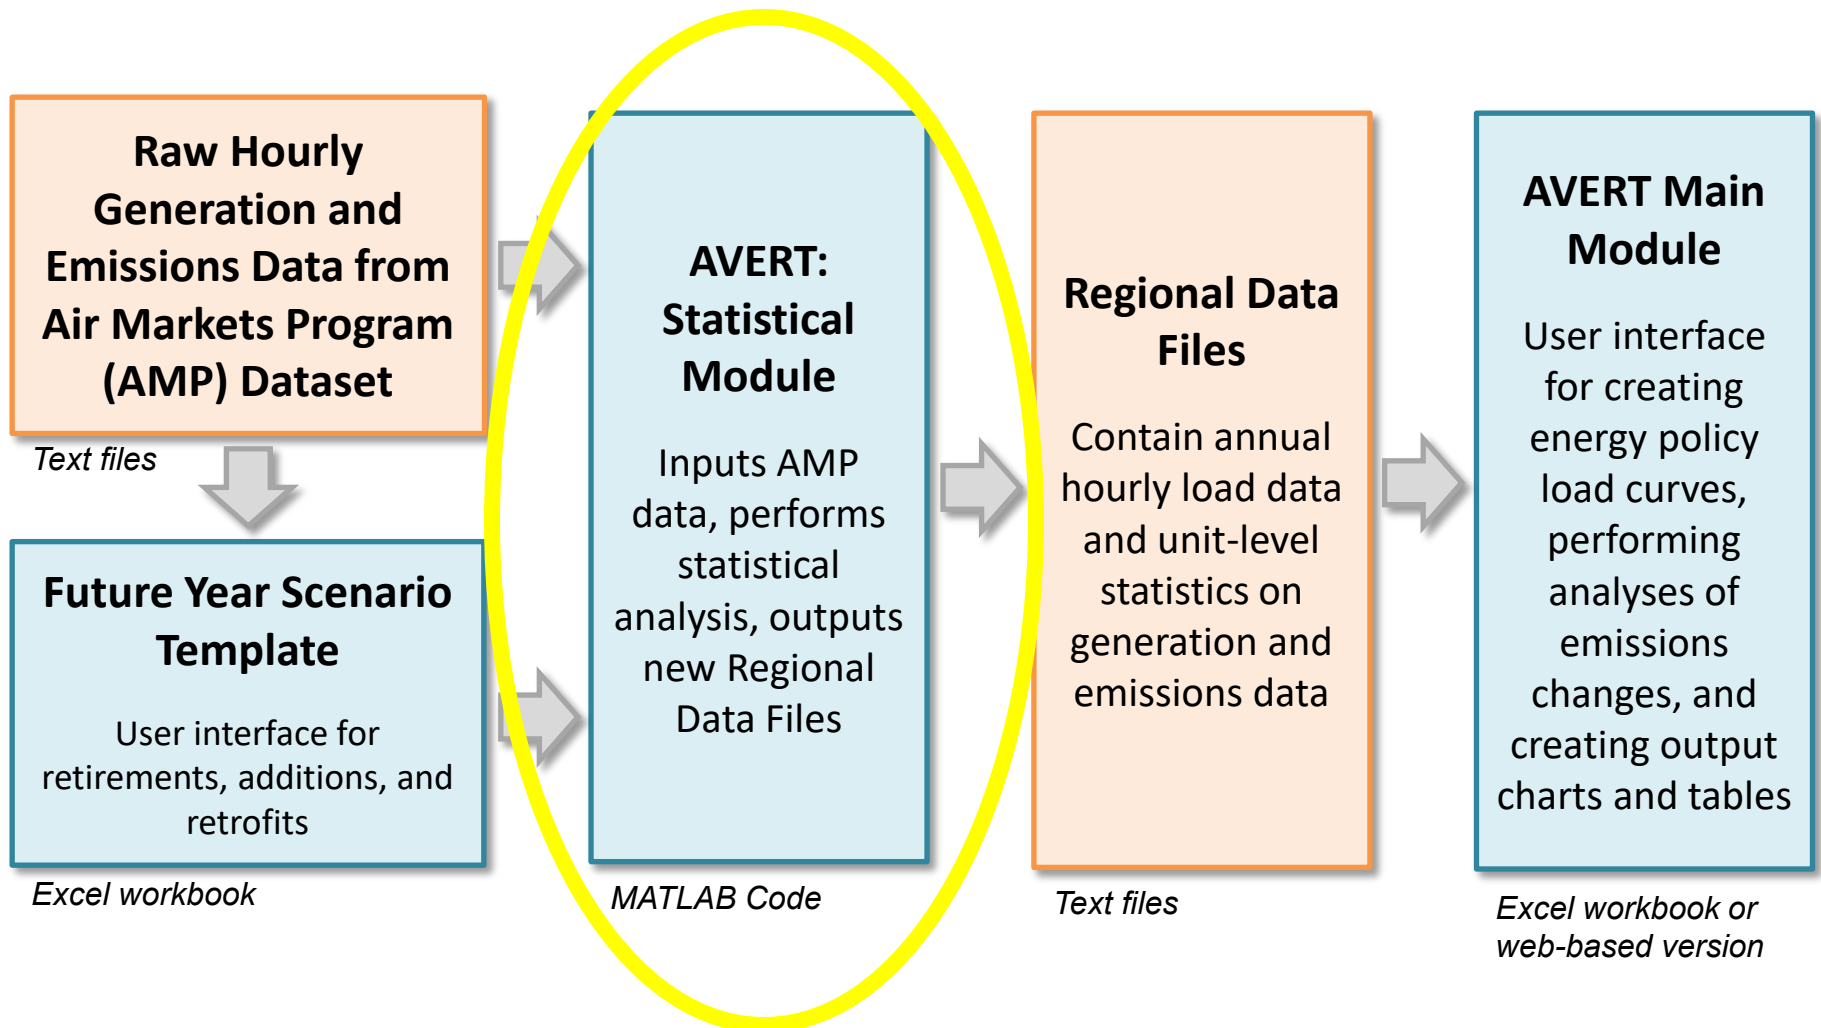 Raw Hourly
Generation and
Emissions Data from
Air Markets Program
(AMP) Dataset
Text files
Future Year Scenario
Template
User interface for
retirements, additions, and
retrofits
Excel workbook
AVERT:
Statistical
Module
Inputs AMP
data, performs
statistical
analysis, outputs
new Regional
Data Files
MATLAB Code
Regional Data
Files
Contain annual
hourly load data
and unit-level
statistics on
generation and
emissions data
Text files
AVERT Main
Module
User interface
for creating
energy policy
load curves,
performing
analyses of
emissions
changes, and
creating output
charts and tables
Excel workbook or
web-based version